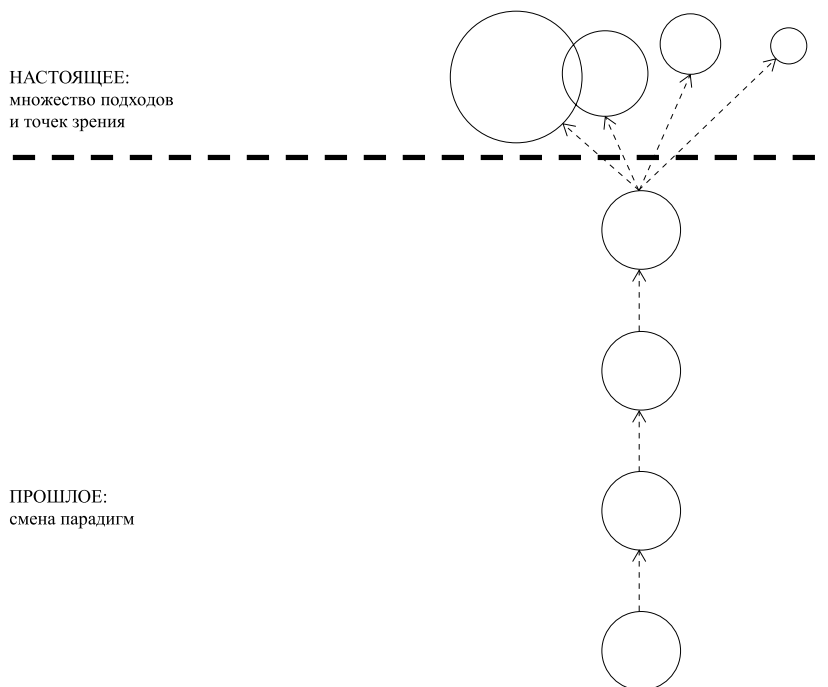 НАСТОЯЩЕЕ:
множество подходов
и точек зрения
ПРОШЛОЕ:
смена парадигм